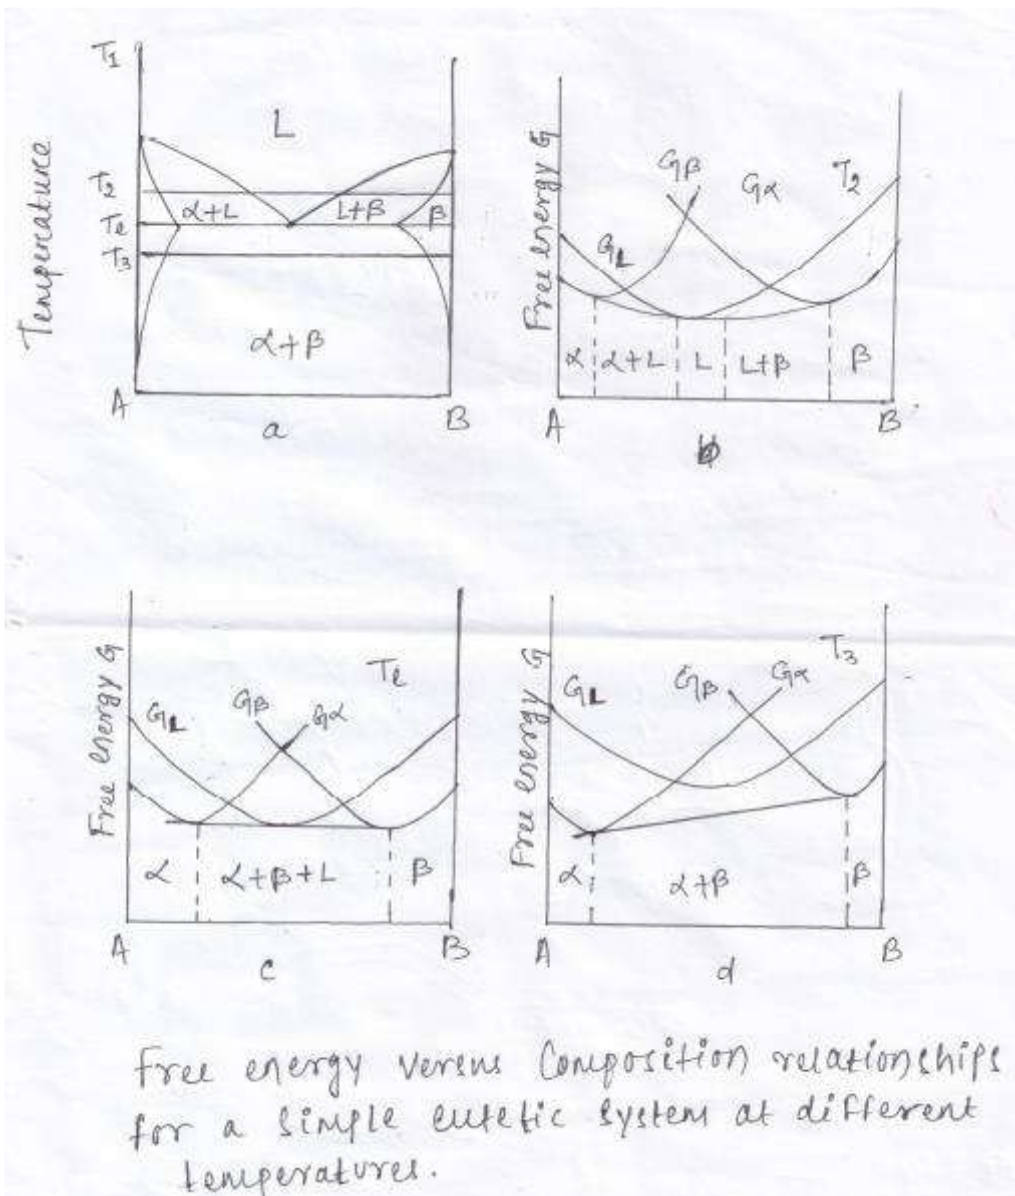 T1
Temperature
L
T2
α+L
L+β
β
Te
T3
α+β
A
B
a
Free energy G
Gβ
Gα
T2
GL
α
α+L
L
L+β
β
A
B
b
Free energy G
GL
Gβ
Gα
Te
α
α+β+L
β
A
B
c
Free energy G
GL
Gβ
Gα
T3
α
α+β
β
A
B
d
Free energy versus Composition relationships
for a simple eutetic system at different
temperatures.